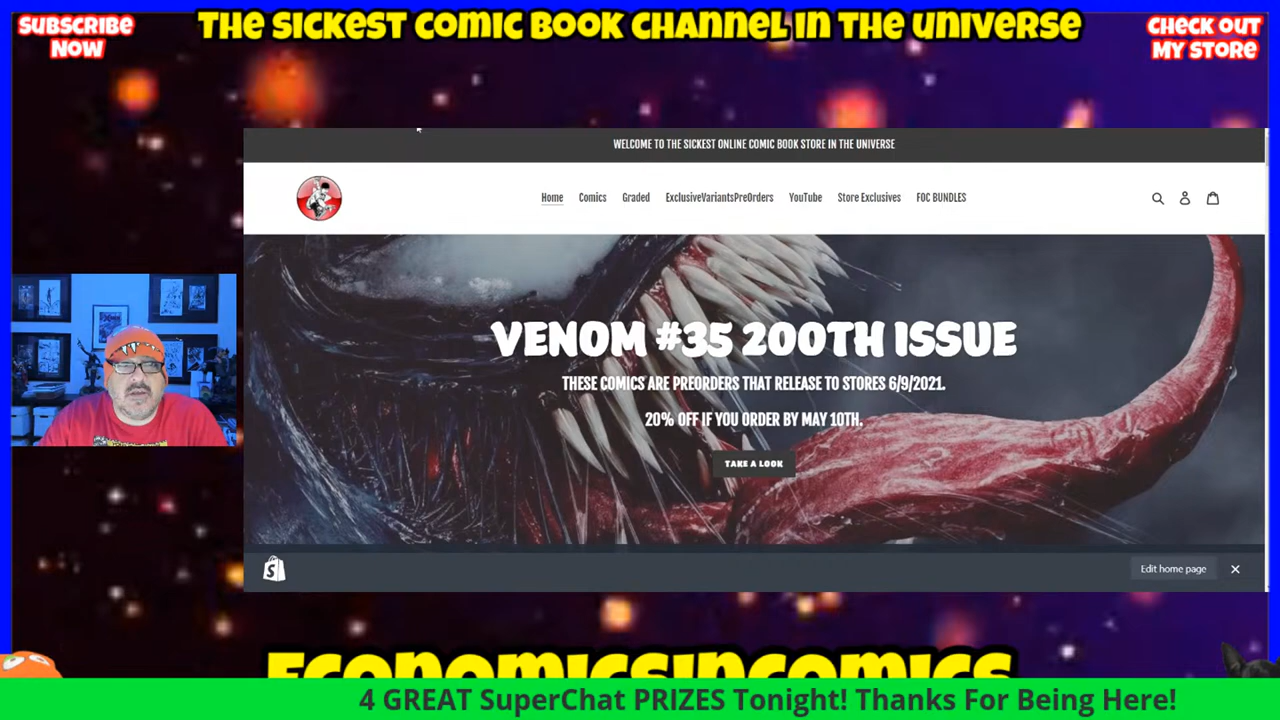 SUBSCRIBE NOW
THE SICKEST COMIC BOOK CHANNEL IN THE UNIVERSE
CHECK OUT MY STORE
WELCOME TO THE SICKEST ONLINE COMIC BOOK STORE IN THE UNIVERSE
Home Comics Graded ExclusiveVariantsPreOrders YouTube Store Exclusives FOC BUNDLES
VENOM #35 200TH ISSUE
THESE COMICS ARE PREORDERS THAT RELEASE TO STORES 6/9/2021.
20% OFF IF YOU ORDER BY MAY 10TH.
TAKE A LOOK
Edit home page
ECONOMICSINCOMICS
4 GREAT SuperChat PRIZES Tonight! Thanks For Being Here!